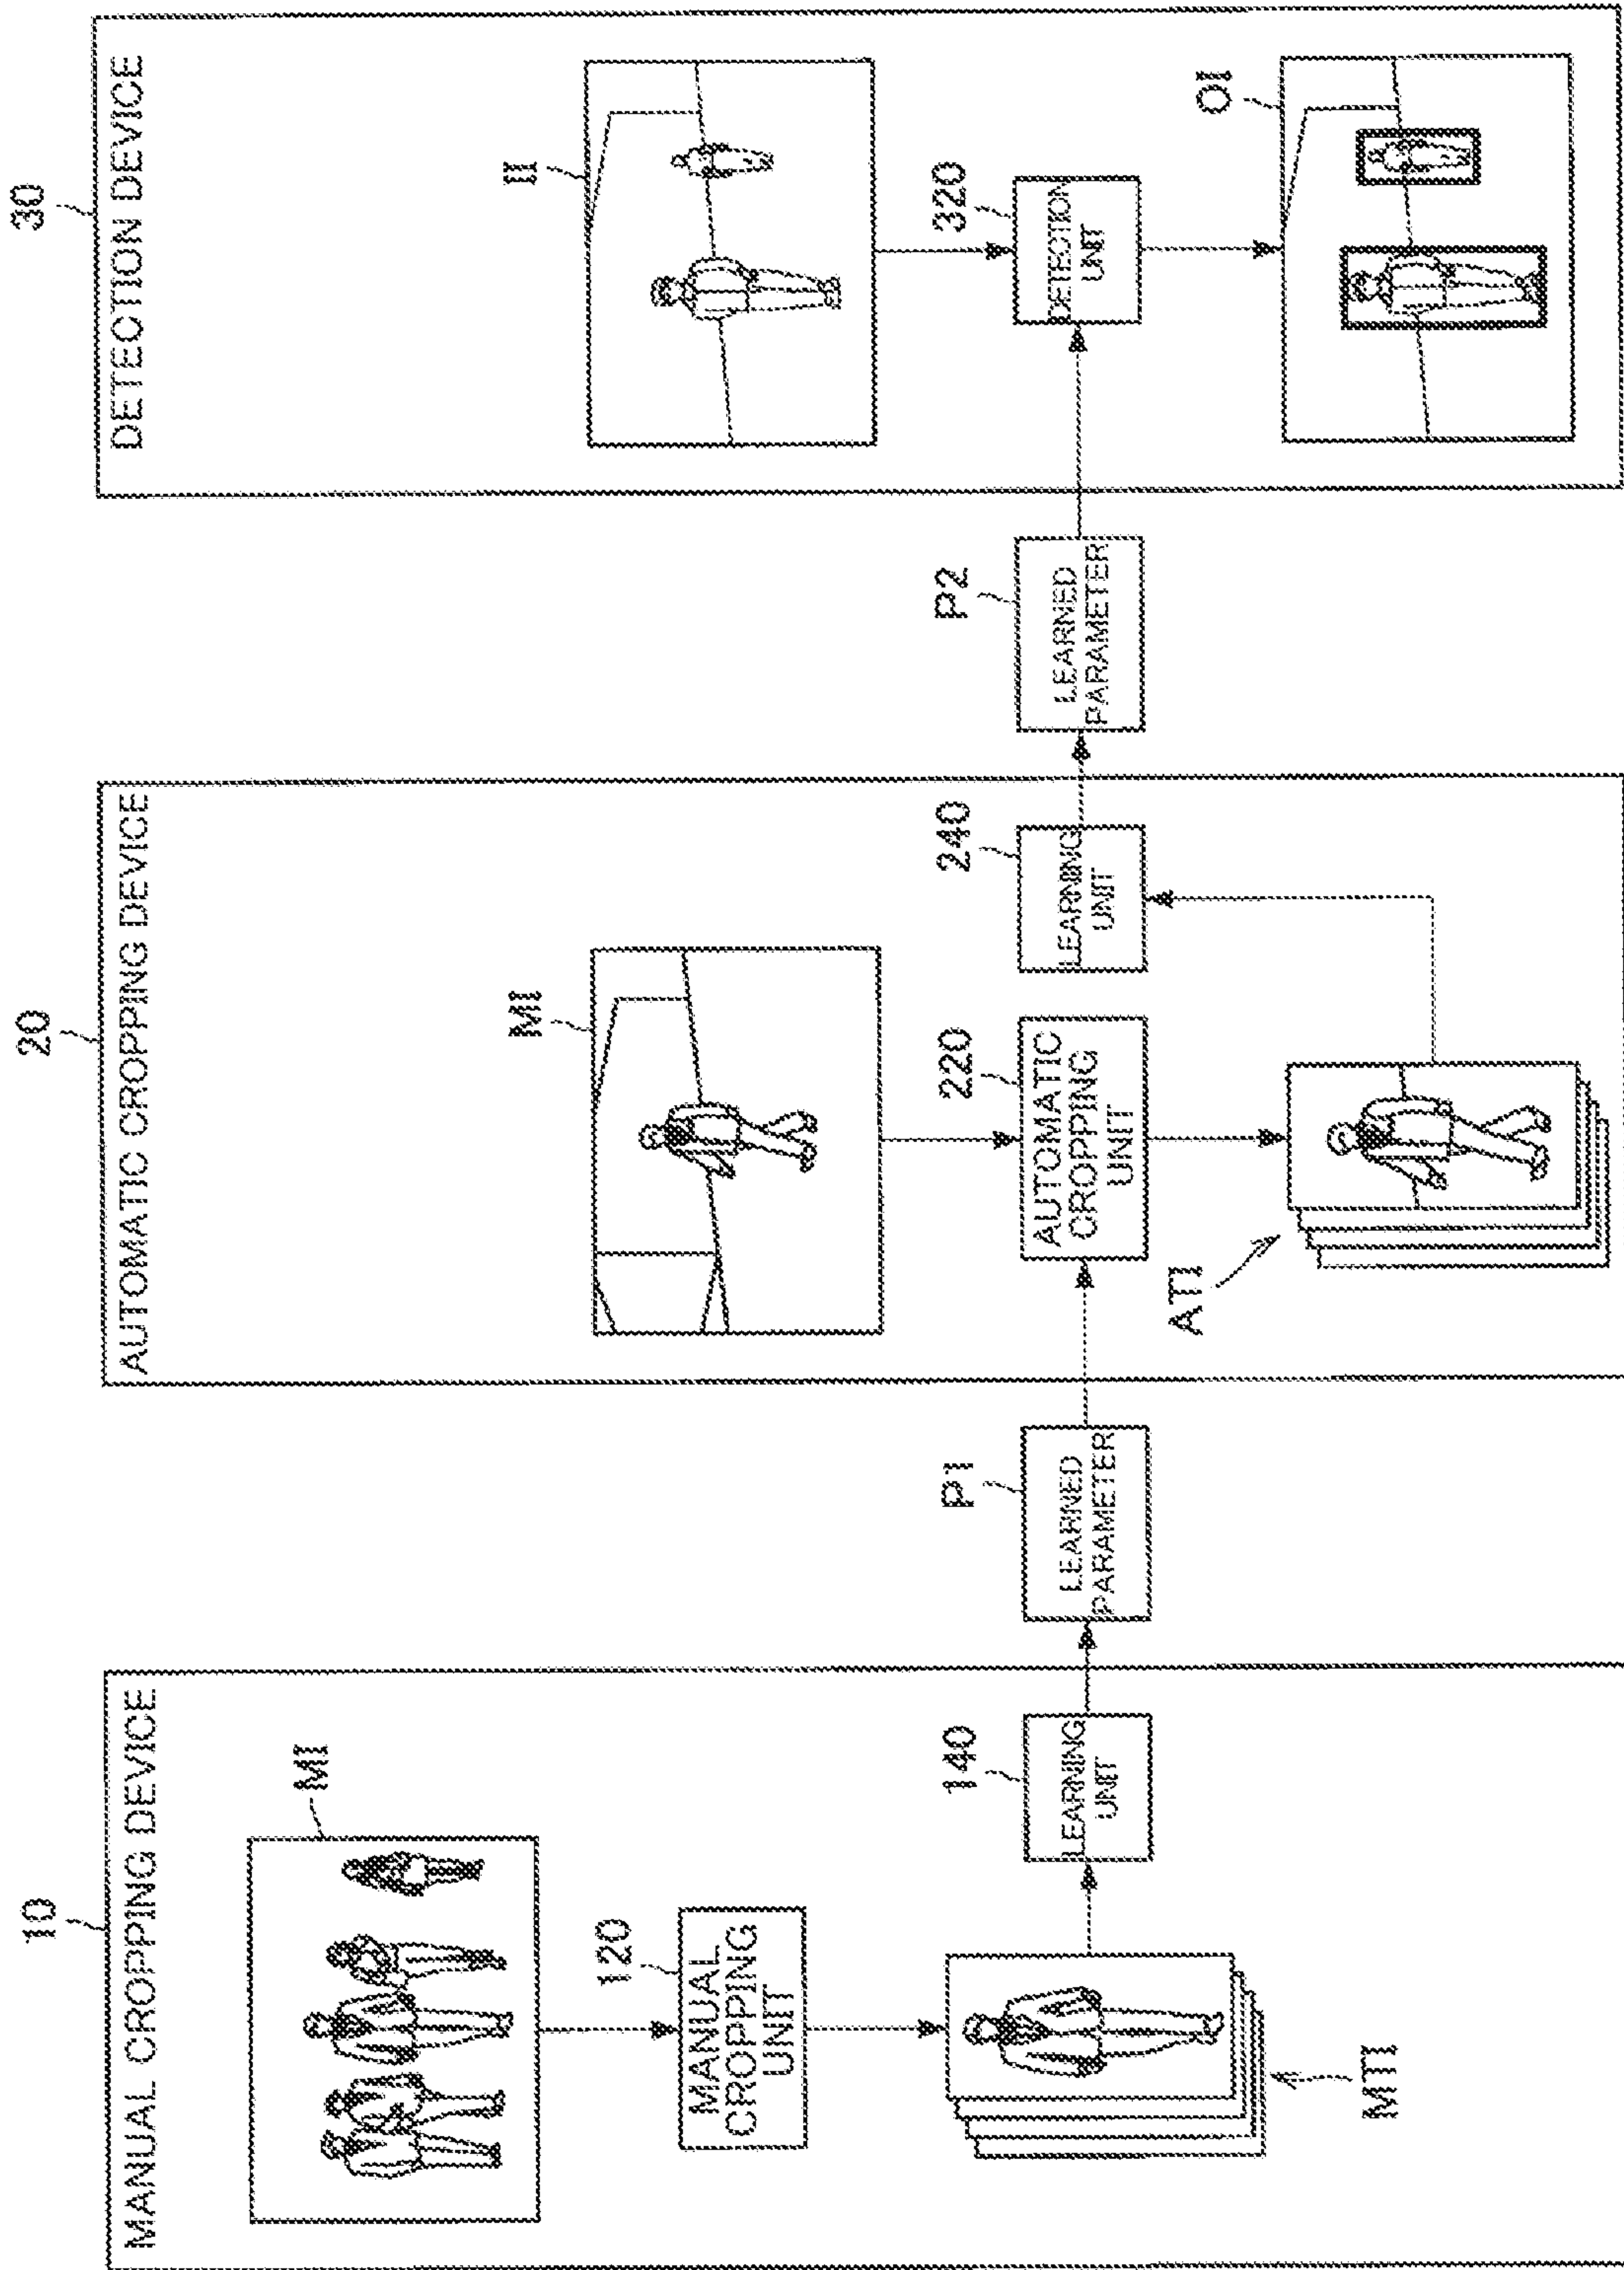 10
MANUAL CROPPING DEVICE
MI
120
MANUAL
CROPPING
UNIT
MTI
140
LEARNING
UNIT
P1
LEARNED
PARAMETER
20
AUTOMATIC CROPPING DEVICE
MI
220
AUTOMATIC
CROPPING
UNIT
ATI
240
LEARNING
UNIT
P2
LEARNED
PARAMETER
30
DETECTION DEVICE
II
320
DETECTION
UNIT
OI